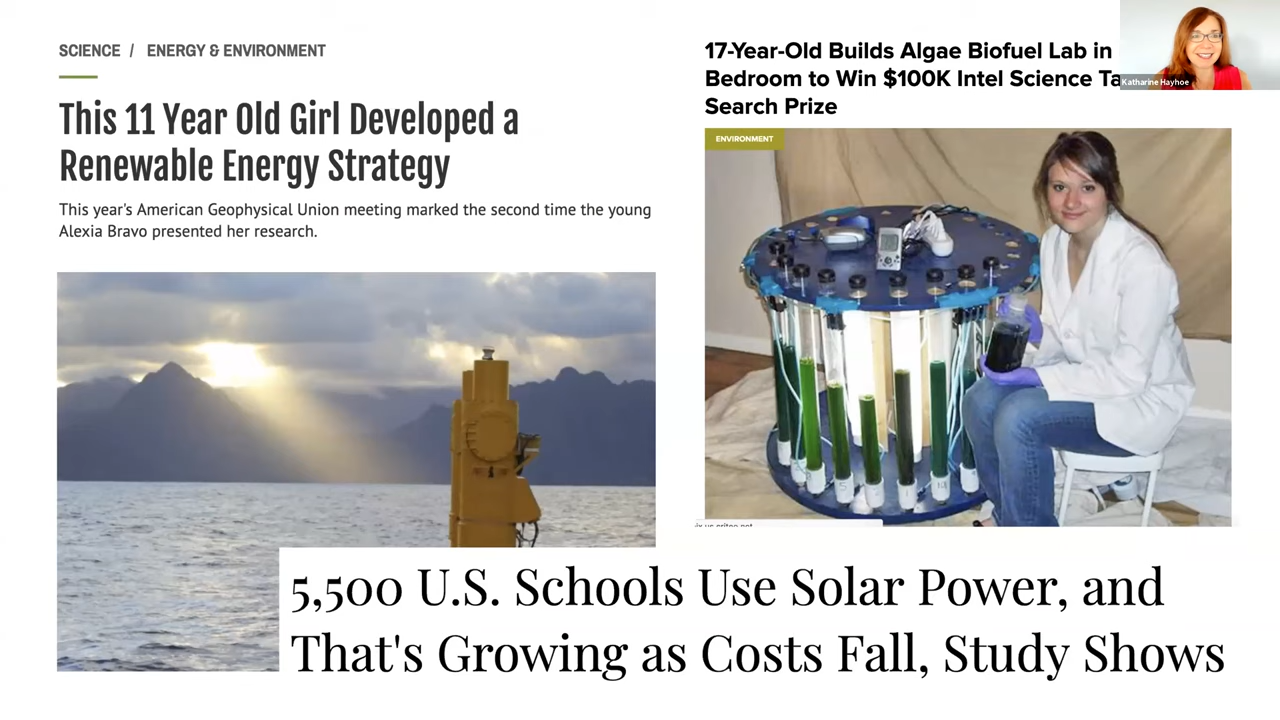 SCIENCE / ENERGY & ENVIRONMENT
This 11 Year Old Girl Developed a
Renewable Energy Strategy
This year's American Geophysical Union meeting marked the second time the young
Alexia Bravo presented her research.
17-Year-Old Builds Algae Biofuel Lab in
Bedroom to Win $100K Intel Science Ta
Search Prize
Katharine Hayhoe
ENVIRONMENT
5,500 U.S. Schools Use Solar Power, and
That's Growing as Costs Fall, Study Shows